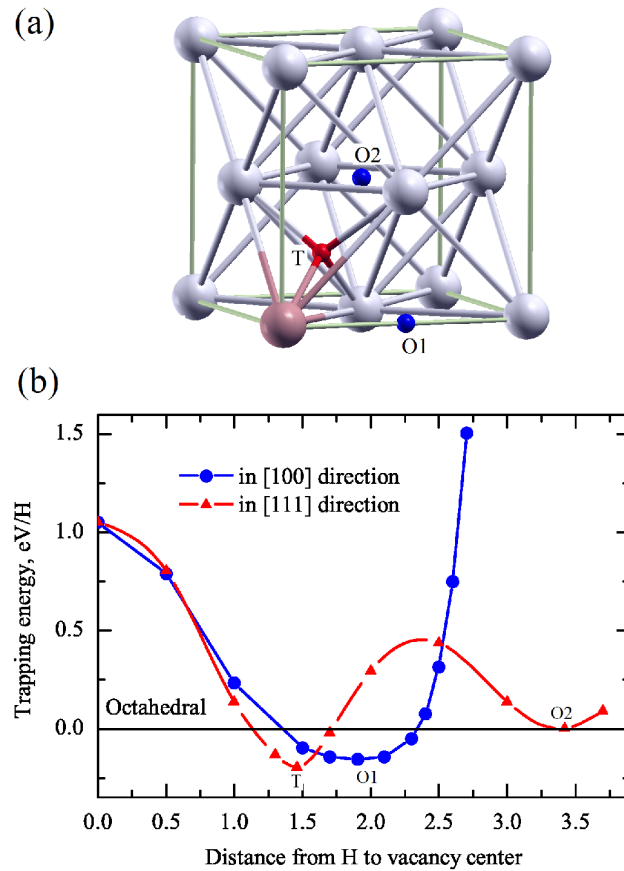 (a)
O2
T
O1
(b)
1.5
in [100] direction
in [111] direction
1.0
Trapping energy, eV/H
0.5
Octahedral
0.0
O2
T
O1
0.0 0.5 1.0 1.5 2.0 2.5 3.0 3.5
Distance from H to vacancy center